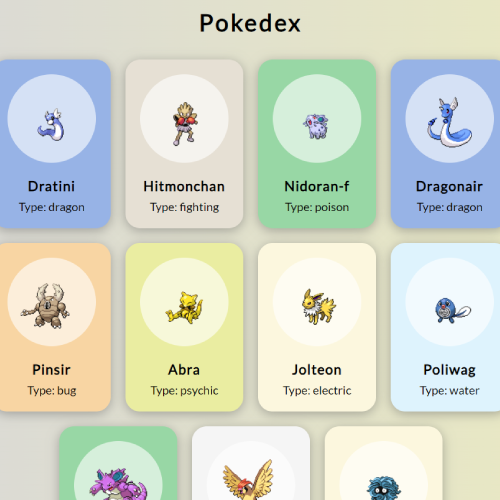 Pokedex
Dratini
Type: dragon
Hitmonchan
Type: fighting
Nidoran-f
Type: poison
Dragonair
Type: dragon
Pinsir
Type: bug
Abra
Type: psychic
Jolteon
Type: electric
Poliwag
Type: water